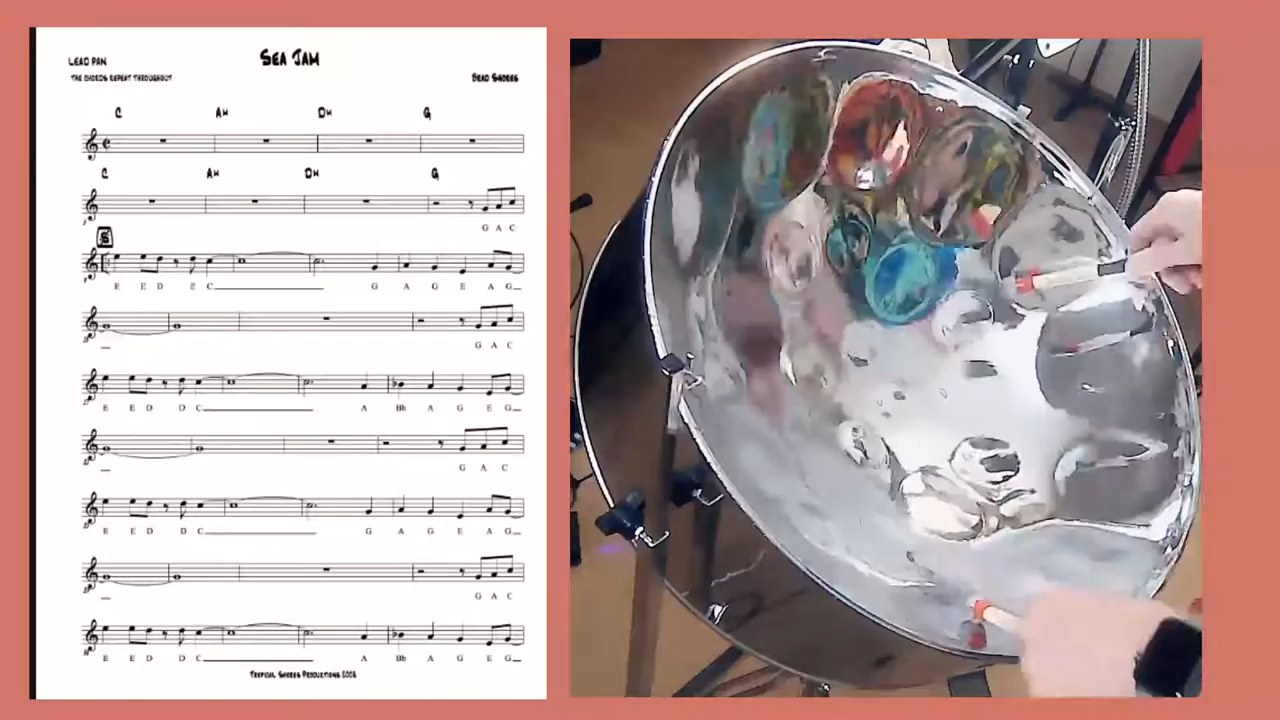 SEA JAM
LEAD PAN
THE CHORDS REPEAT THROUGHOUT
BRAD SHORES
C AM DM G
C AM DM G
G A C
E E D E C G A G E A G
G A C
E E D D C A Bb A G E G
G A C
E E D D C G A G E A G
G A C
E E D D C A Bb A G E G
TROPICAL SHORES PRODUCTIONS 2008